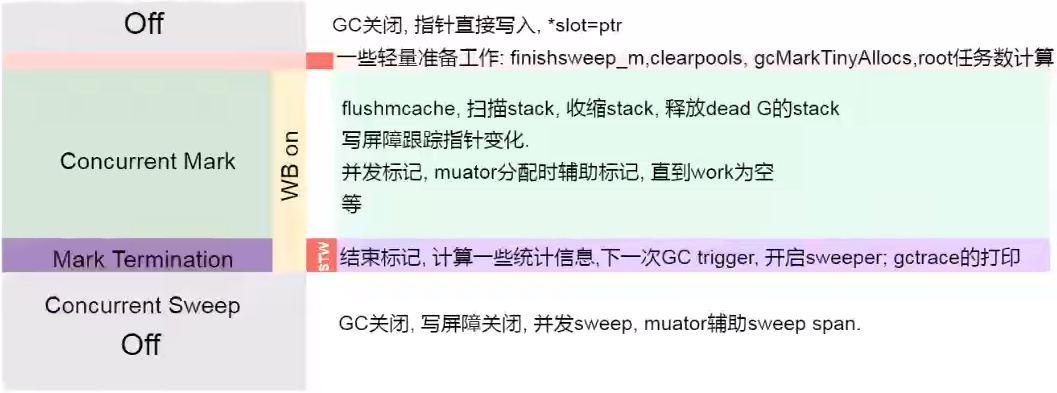 Off
GC关闭, 指针直接写入, *slot=ptr
一些轻量准备工作: finishsweep_m,clearpools, gcMarkTinyAllocs,root任务数计算
Concurrent Mark
WB on
flushmcache, 扫描stack, 收缩stack, 释放dead G的stack
写屏障跟踪指针变化.
并发标记, muator分配时辅助标记, 直到work为空
等
Mark Termination
STW
结束标记, 计算一些统计信息,下一次GC trigger, 开启sweeper; gctrace的打印
Concurrent Sweep
Off
GC关闭, 写屏障关闭, 并发sweep, muator辅助sweep span.